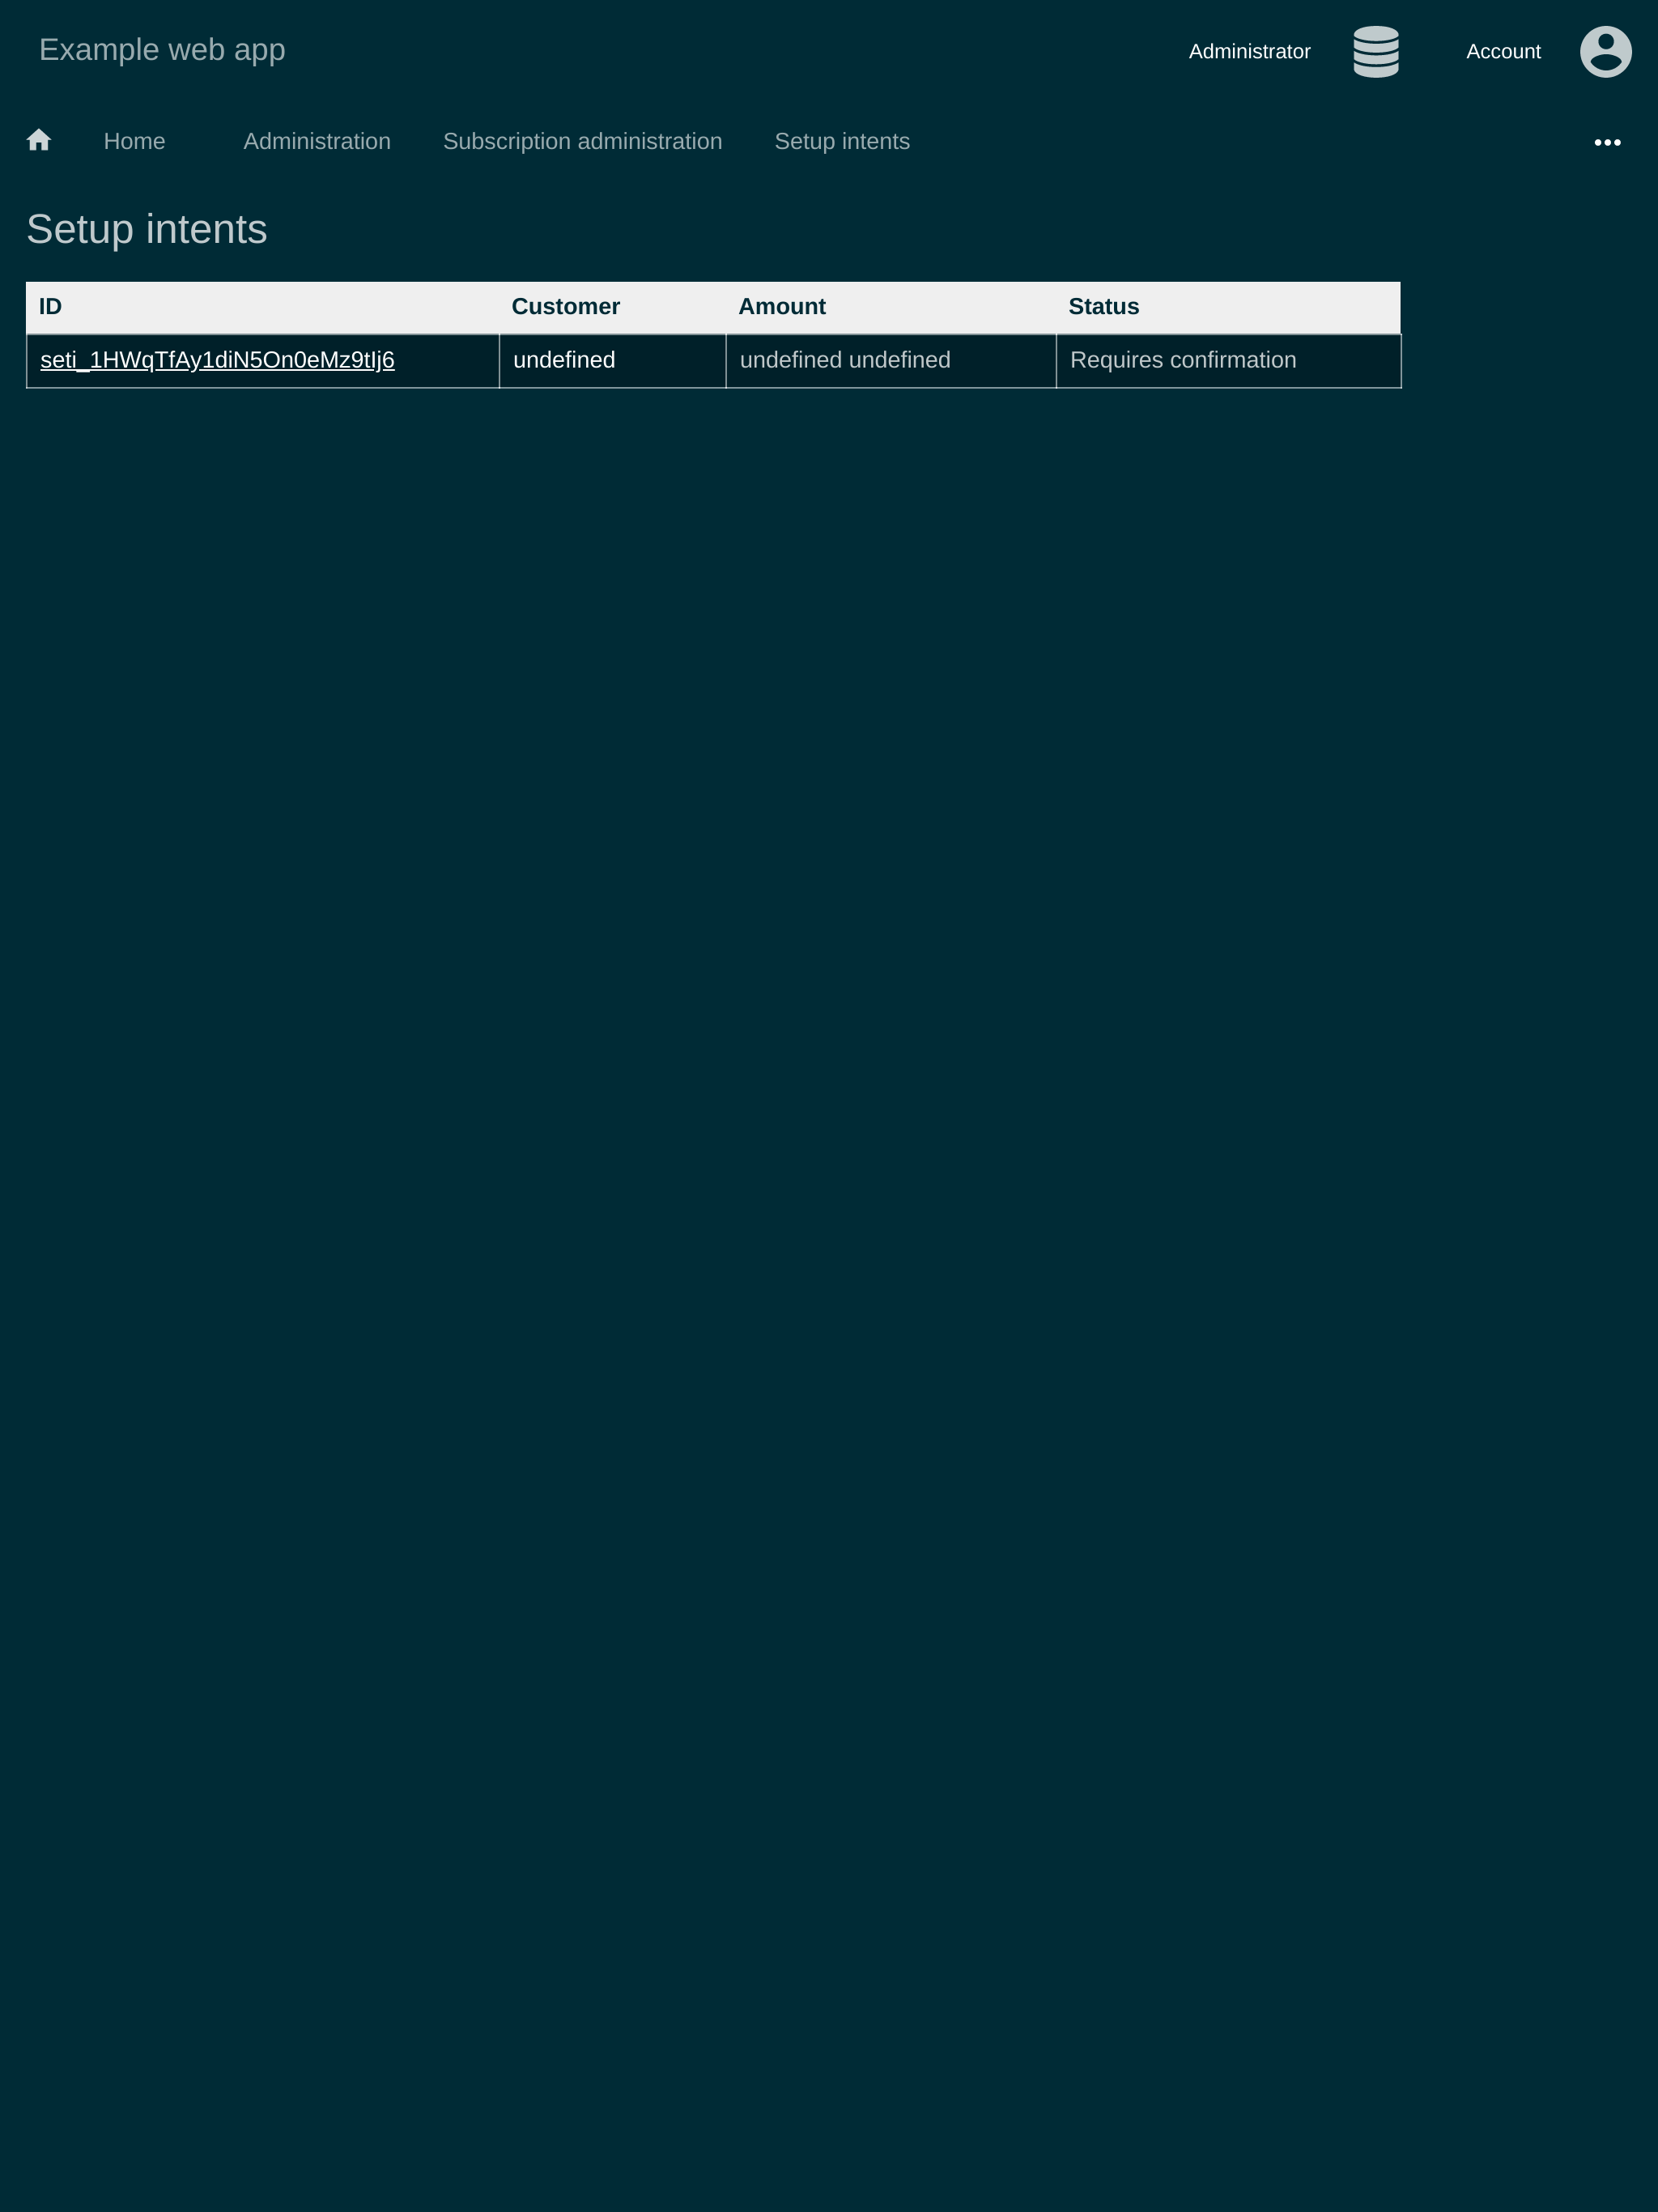 Example web app
Administrator Account
Home Administration Subscription administration Setup intents
Setup intents
ID Customer Amount Status
seti_1HWqTfAy1diN5On0eMz9tIj6 undefined undefined undefined Requires confirmation